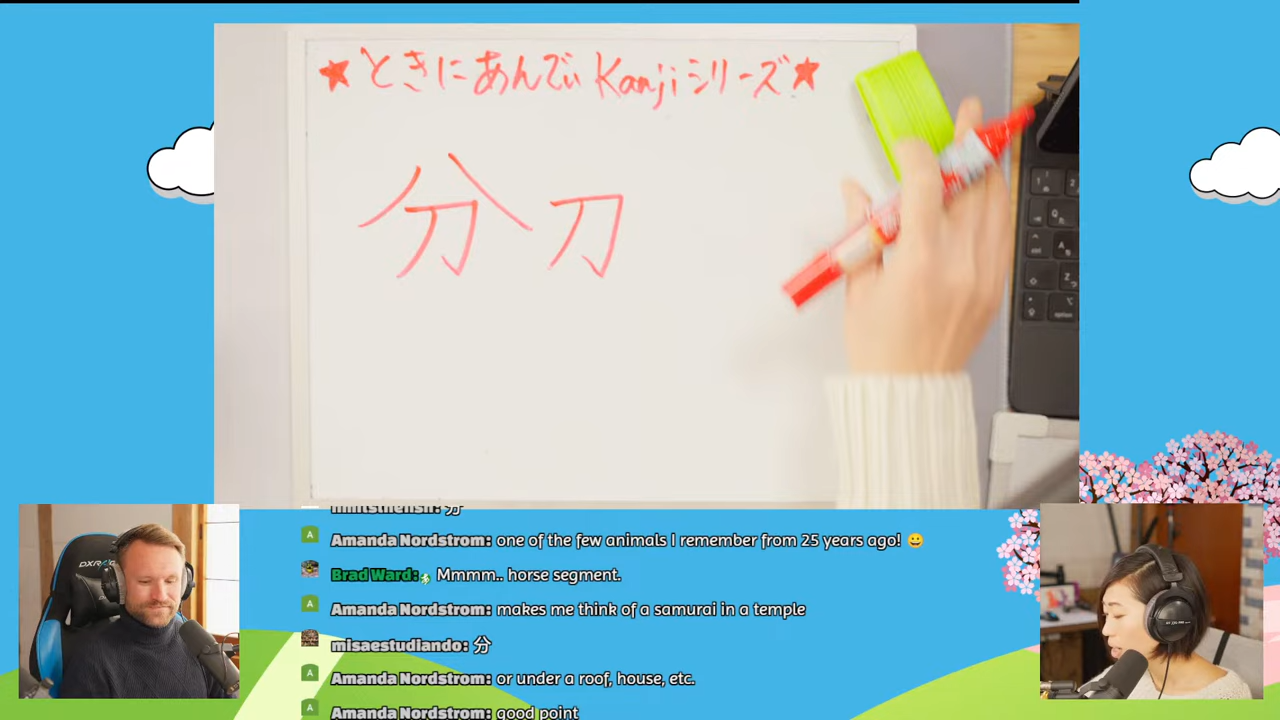 ★ときにあんでぃKanjiシリーズ★
分刀
DXRACER
分
Amanda Nordstrom: one of the few animals I remember from 25 years ago! 😀
Brad Ward: Mmmm.. horse segment.
Amanda Nordstrom: makes me think of a samurai in a temple
misaestudiando: 分
Amanda Nordstrom: or under a roof, house, etc.
Amanda Nordstrom: good point